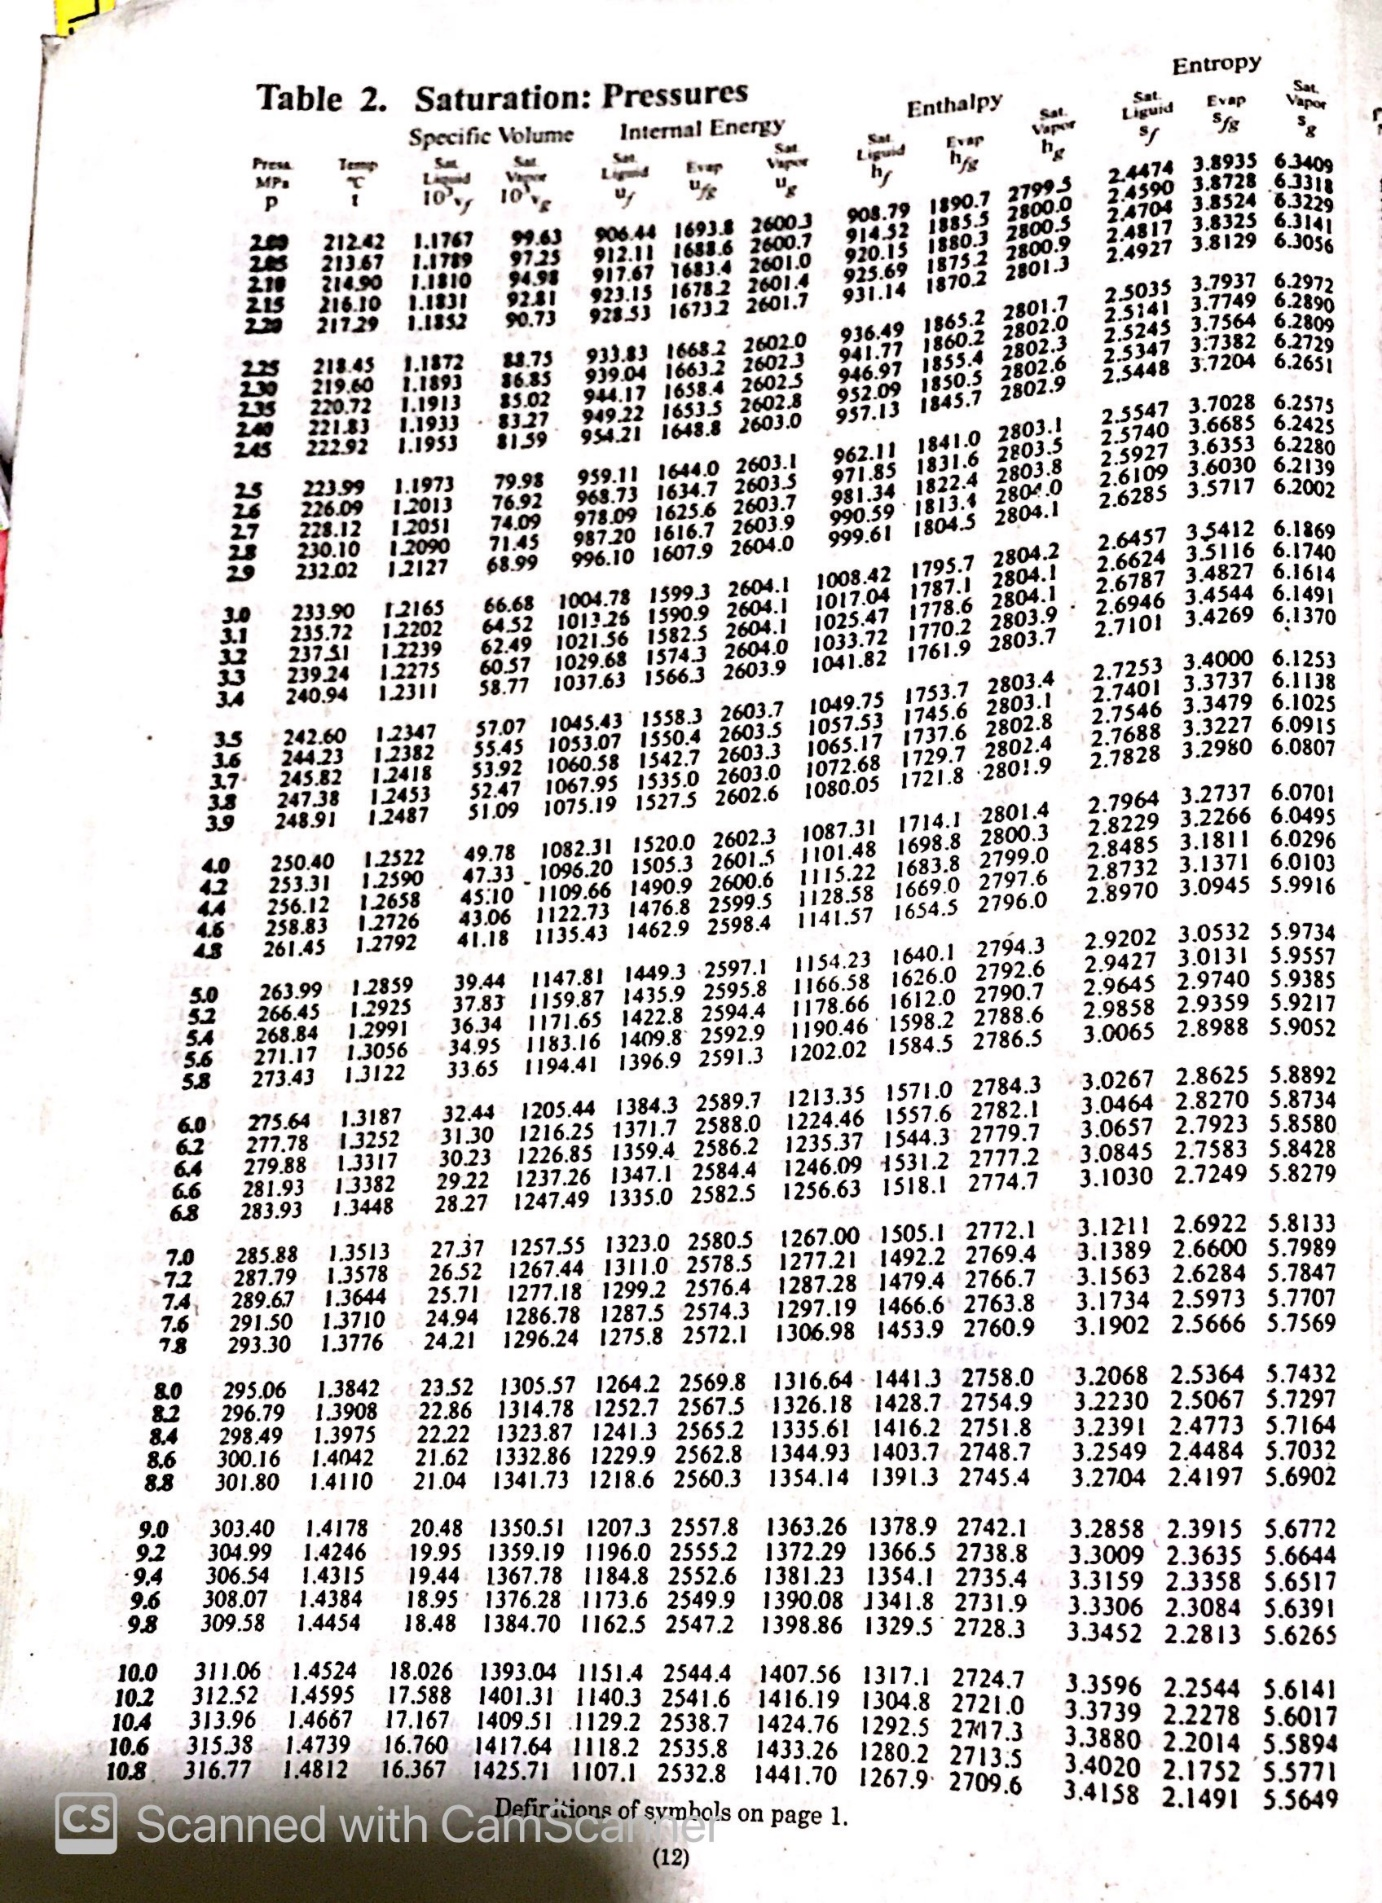 Table 2. Saturation: Pressures
Specific Volume Internal Energy Enthalpy Entropy
Press. Temp Sat. Sat. Sat. Evap Sat. Sat. Evap Sat. Sat. Evap Sat.
MPa °C Liquid Vapor Liquid Vapor Liquid Vapor Liquid Vapor
p t 10³vf 10³vg uf ufg ug hf hfg hg sf sfg sg
2.00 212.42 1.1767 99.63 906.44 1693.8 2600.3 908.79 1890.7 2799.5 2.4474 3.8935 6.3409
2.05 213.67 1.1789 97.25 912.11 1688.6 2600.7 914.52 1885.5 2800.0 2.4590 3.8728 6.3318
2.10 214.90 1.1810 94.98 917.67 1683.4 2601.0 920.15 1880.3 2800.5 2.4704 3.8524 6.3229
2.15 216.10 1.1831 92.81 923.15 1678.2 2601.4 925.69 1875.2 2800.9 2.4817 3.8325 6.3141
2.20 217.29 1.1852 90.73 928.53 1673.2 2601.7 931.14 1870.2 2801.3 2.4927 3.8129 6.3056
2.25 218.45 1.1872 88.75 933.83 1668.2 2602.0 936.49 1865.2 2801.7 2.5035 3.7937 6.2972
2.30 219.60 1.1893 86.85 939.04 1663.2 2602.3 941.77 1860.2 2802.0 2.5141 3.7749 6.2890
2.35 220.72 1.1913 85.02 944.17 1658.4 2602.5 946.97 1855.4 2802.3 2.5245 3.7564 6.2809
2.40 221.83 1.1933 83.27 949.22 1653.5 2602.8 952.09 1850.5 2802.6 2.5347 3.7382 6.2729
2.45 222.92 1.1953 81.59 954.21 1648.8 2603.0 957.13 1845.7 2802.9 2.5448 3.7204 6.2651
2.5 223.99 1.1973 79.98 959.11 1644.0 2603.1 962.11 1841.0 2803.1 2.5547 3.7028 6.2575
2.6 226.09 1.2013 76.92 968.73 1634.7 2603.5 971.85 1831.6 2803.5 2.5740 3.6685 6.2425
2.7 228.12 1.2051 74.09 978.09 1625.6 2603.7 981.34 1822.4 2803.8 2.5927 3.6353 6.2280
2.8 230.10 1.2090 71.45 987.20 1616.7 2603.9 990.59 1813.4 2804.0 2.6109 3.6030 6.2139
2.9 232.02 1.2127 68.99 996.10 1607.9 2604.0 999.61 1804.5 2804.1 2.6285 3.5717 6.2002
3.0 233.90 1.2165 66.68 1004.78 1599.3 2604.1 1008.42 1795.7 2804.2 2.6457 3.5412 6.1869
3.1 235.72 1.2202 64.52 1013.26 1590.9 2604.1 1017.04 1787.1 2804.1 2.6624 3.5116 6.1740
3.2 237.51 1.2239 62.49 1021.56 1582.5 2604.1 1025.47 1778.6 2804.1 2.6787 3.4827 6.1614
3.3 239.24 1.2275 60.57 1029.68 1574.3 2604.0 1033.72 1770.2 2803.9 2.6946 3.4544 6.1491
3.4 240.94 1.2311 58.77 1037.63 1566.3 2603.9 1041.82 1761.9 2803.7 2.7101 3.4269 6.1370
3.5 242.60 1.2347 57.07 1045.43 1558.3 2603.7 1049.75 1753.7 2803.4 2.7253 3.4000 6.1253
3.6 244.23 1.2382 55.45 1053.07 1550.4 2603.5 1057.53 1745.6 2803.1 2.7401 3.3737 6.1138
3.7 245.82 1.2418 53.92 1060.58 1542.7 2603.3 1065.17 1737.6 2802.8 2.7546 3.3479 6.1025
3.8 247.38 1.2453 52.47 1067.95 1535.0 2603.0 1072.68 1729.7 2802.4 2.7688 3.3227 6.0915
3.9 248.91 1.2487 51.09 1075.19 1527.5 2602.6 1080.05 1721.8 2801.9 2.7828 3.2980 6.0807
4.0 250.40 1.2522 49.78 1082.31 1520.0 2602.3 1087.31 1714.1 2801.4 2.7964 3.2737 6.0701
4.2 253.31 1.2590 47.33 1096.20 1505.3 2601.5 1101.48 1698.8 2800.3 2.8229 3.2266 6.0495
4.4 256.12 1.2658 45.10 1109.66 1490.9 2600.6 1115.22 1683.8 2799.0 2.8485 3.1811 6.0296
4.6 258.83 1.2726 43.06 1122.73 1476.8 2599.5 1128.58 1669.0 2797.6 2.8732 3.1371 6.0103
4.8 261.45 1.2792 41.18 1135.43 1462.9 2598.4 1141.57 1654.5 2796.0 2.8970 3.0945 5.9916
5.0 263.99 1.2859 39.44 1147.81 1449.3 2597.1 1154.23 1640.1 2794.3 2.9202 3.0532 5.9734
5.2 266.45 1.2925 37.83 1159.87 1435.9 2595.8 1166.58 1626.0 2792.6 2.9427 3.0131 5.9557
5.4 268.84 1.2991 36.34 1171.65 1422.8 2594.4 1178.66 1612.0 2790.7 2.9645 2.9740 5.9385
5.6 271.17 1.3056 34.95 1183.16 1409.8 2592.9 1190.46 1598.2 2788.6 2.9858 2.9359 5.9217
5.8 273.43 1.3122 33.65 1194.41 1396.9 2591.3 1202.02 1584.5 2786.5 3.0065 2.8988 5.9052
6.0 275.64 1.3187 32.44 1205.44 1384.3 2589.7 1213.35 1571.0 2784.3 3.0267 2.8625 5.8892
6.2 277.78 1.3252 31.30 1216.25 1371.7 2588.0 1224.46 1557.6 2782.1 3.0464 2.8270 5.8734
6.4 279.88 1.3317 30.23 1226.85 1359.4 2586.2 1235.37 1544.3 2779.7 3.0657 2.7923 5.8580
6.6 281.93 1.3382 29.22 1237.26 1347.1 2584.4 1246.09 1531.2 2777.2 3.0845 2.7583 5.8428
6.8 283.93 1.3448 28.27 1247.49 1335.0 2582.5 1256.63 1518.1 2774.7 3.1030 2.7249 5.8279
7.0 285.88 1.3513 27.37 1257.55 1323.0 2580.5 1267.00 1505.1 2772.1 3.1211 2.6922 5.8133
7.2 287.79 1.3578 26.52 1267.44 1311.0 2578.5 1277.21 1492.2 2769.4 3.1389 2.6600 5.7989
7.4 289.67 1.3644 25.71 1277.18 1299.2 2576.4 1287.28 1479.4 2766.7 3.1563 2.6284 5.7847
7.6 291.50 1.3710 24.94 1286.78 1287.5 2574.3 1297.19 1466.6 2763.8 3.1734 2.5973 5.7707
7.8 293.30 1.3776 24.21 1296.24 1275.8 2572.1 1306.98 1453.9 2760.9 3.1902 2.5666 5.7569
8.0 295.06 1.3842 23.52 1305.57 1264.2 2569.8 1316.64 1441.3 2758.0 3.2068 2.5364 5.7432
8.2 296.79 1.3908 22.86 1314.78 1252.7 2567.5 1326.18 1428.7 2754.9 3.2230 2.5067 5.7297
8.4 298.49 1.3975 22.22 1323.87 1241.3 2565.2 1335.61 1416.2 2751.8 3.2391 2.4773 5.7164
8.6 300.16 1.4042 21.62 1332.86 1229.9 2562.8 1344.93 1403.7 2748.7 3.2549 2.4484 5.7032
8.8 301.80 1.4110 21.04 1341.73 1218.6 2560.3 1354.14 1391.3 2745.4 3.2704 2.4197 5.6902
9.0 303.40 1.4178 20.48 1350.51 1207.3 2557.8 1363.26 1378.9 2742.1 3.2858 2.3915 5.6772
9.2 304.99 1.4246 19.95 1359.19 1196.0 2555.2 1372.29 1366.5 2738.8 3.3009 2.3635 5.6644
9.4 306.54 1.4315 19.44 1367.78 1184.8 2552.6 1381.23 1354.1 2735.4 3.3159 2.3358 5.6517
9.6 308.07 1.4384 18.95 1376.28 1173.6 2549.9 1390.08 1341.8 2731.9 3.3306 2.3084 5.6391
9.8 309.58 1.4454 18.48 1384.70 1162.5 2547.2 1398.86 1329.5 2728.3 3.3452 2.2813 5.6265
10.0 311.06 1.4524 18.026 1393.04 1151.4 2544.4 1407.56 1317.1 2724.7 3.3596 2.2544 5.6141
10.2 312.52 1.4595 17.588 1401.31 1140.3 2541.6 1416.19 1304.8 2721.0 3.3739 2.2278 5.6017
10.4 313.96 1.4667 17.167 1409.51 1129.2 2538.7 1424.76 1292.5 2717.3 3.3880 2.2014 5.5894
10.6 315.38 1.4739 16.760 1417.64 1118.2 2535.8 1433.26 1280.2 2713.5 3.4020 2.1752 5.5771
10.8 316.77 1.4812 16.367 1425.71 1107.1 2532.8 1441.70 1267.9 2709.6 3.4158 2.1491 5.5649
Definitions of symbols on page 1.
CS Scanned with CamScanner
(12)